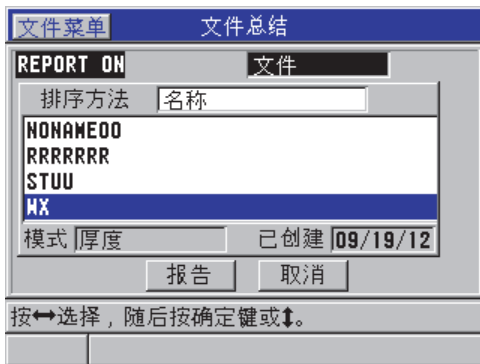 文件菜单 文件总结
REPORT ON 文件
排序方法 名称
NONAME00
RRRRRRR
STUU
WX
模式 厚度 已创建 09/19/12
报告 取消
按↔选择，随后按确定键或↕。